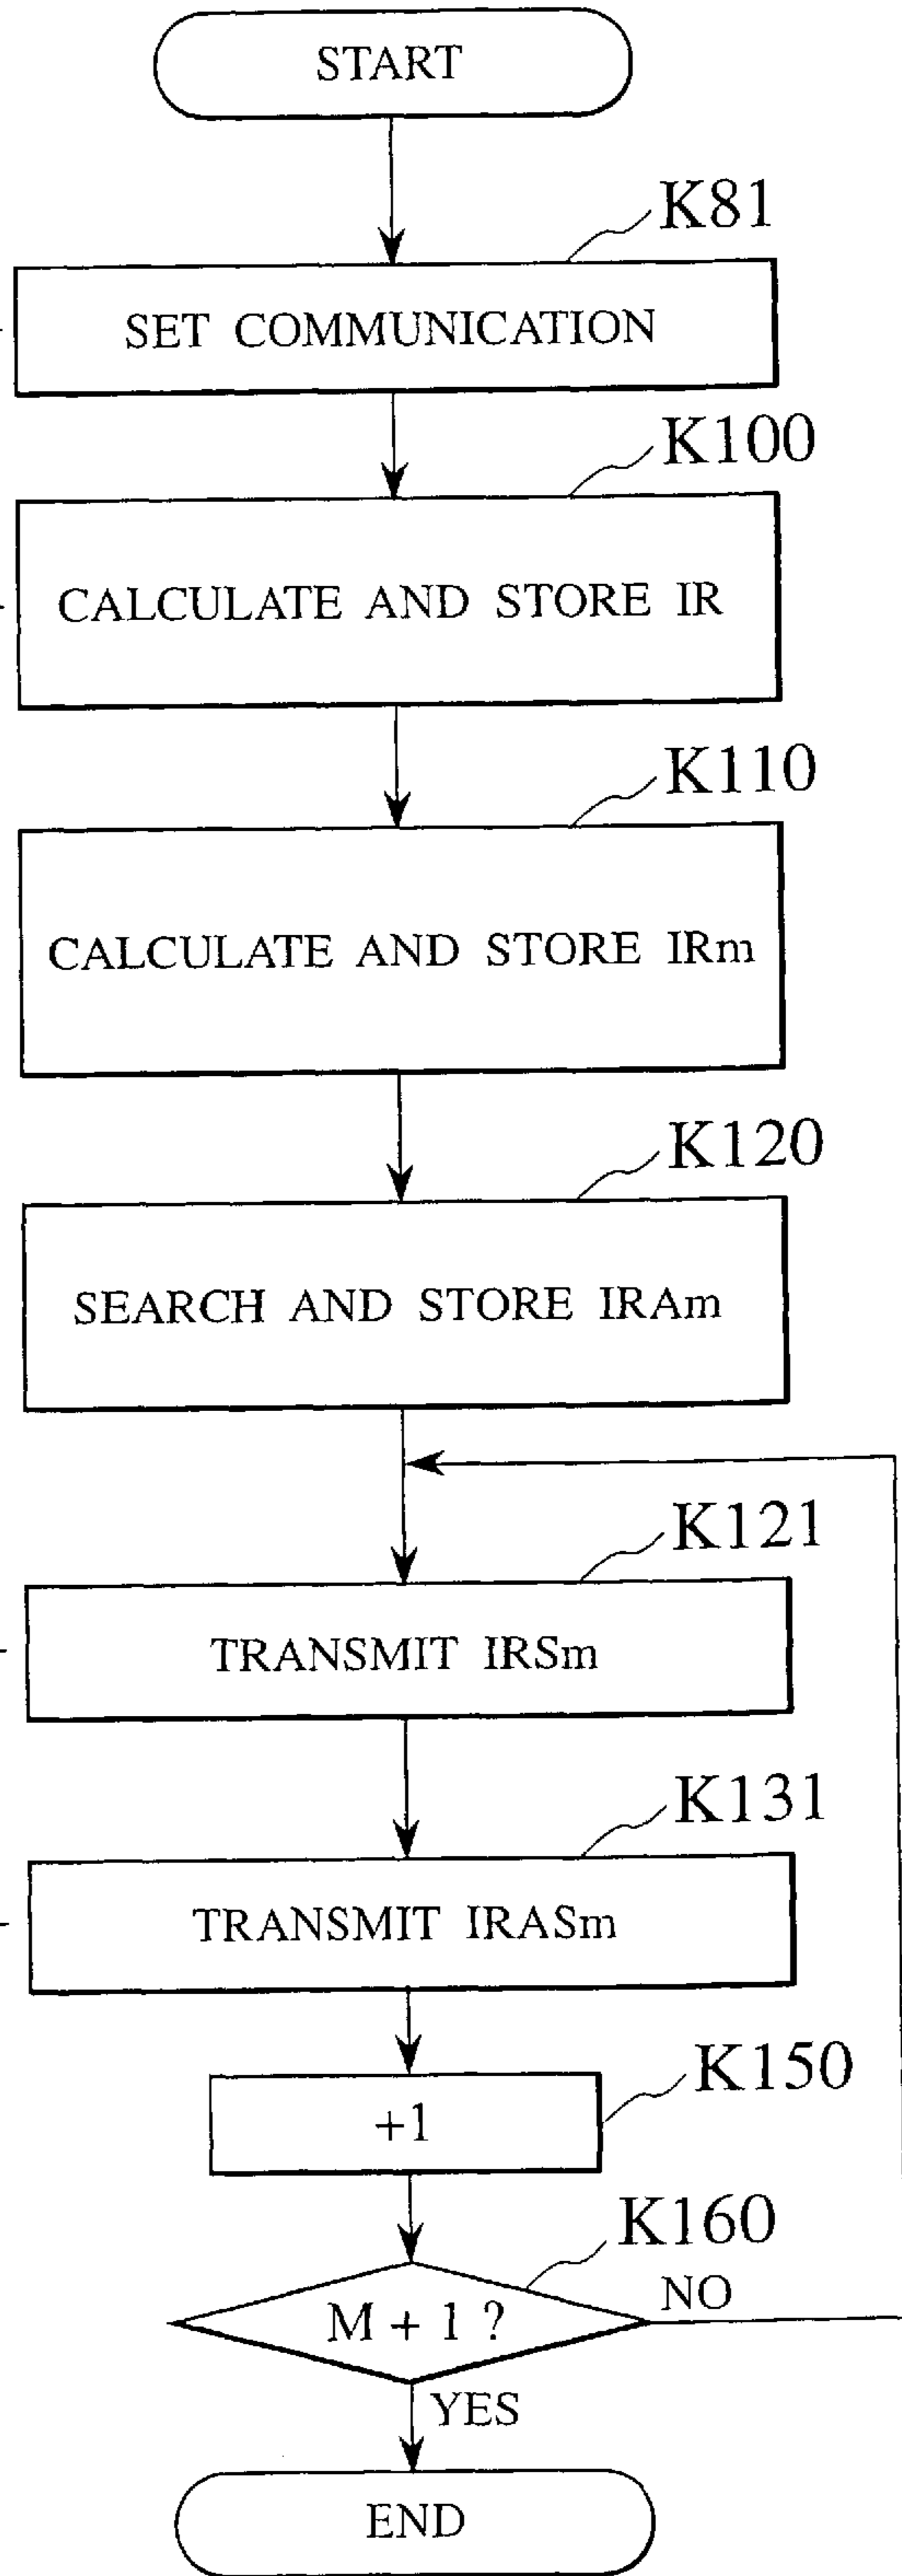 START
K81
SET COMMUNICATION
K100
CALCULATE AND STORE IR
K110
CALCULATE AND STORE IRm
K120
SEARCH AND STORE IRAm
K121
TRANSMIT IRSm
K131
TRANSMIT IRASm
K150
+1
K160
M + 1 ?
NO
YES
END